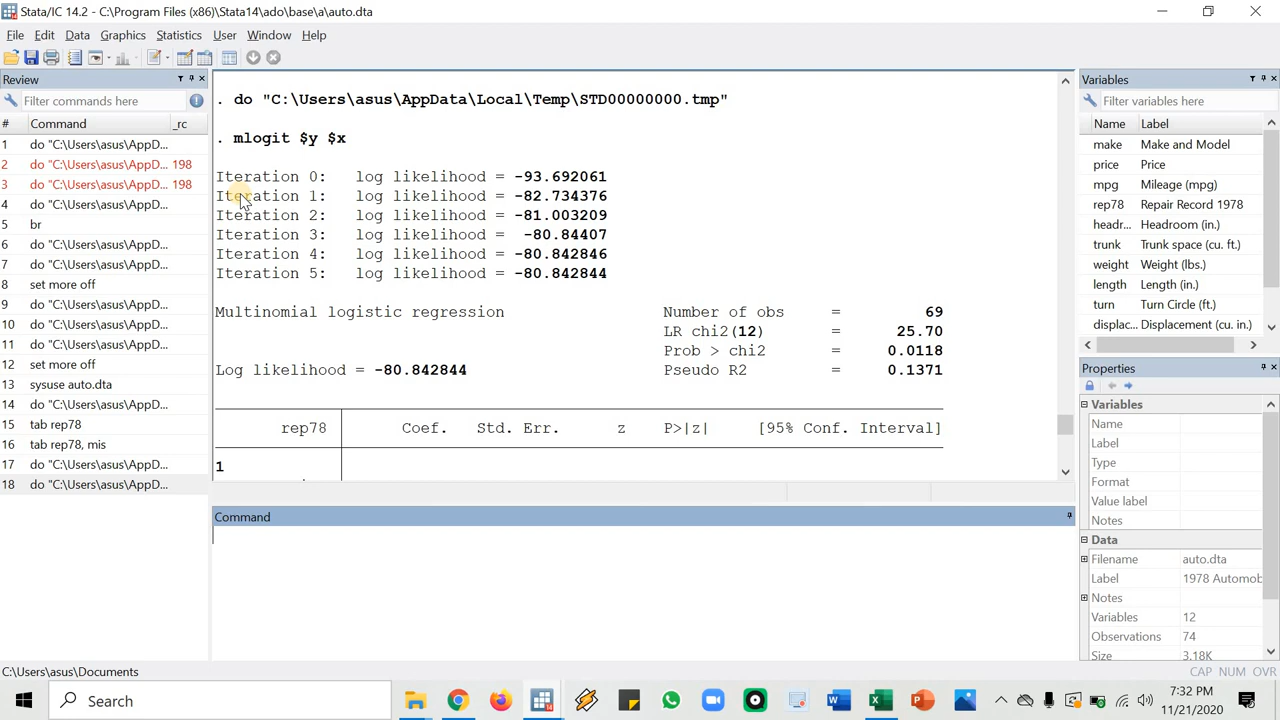 Stata/IC 14.2 - C:\Program Files (x86)\Stata14\ado\base\a\auto.dta
File Edit Data Graphics Statistics User Window Help
Review
Filter commands here
# Command _rc
1 do "C:\Users\asus\AppD...
2 do "C:\Users\asus\AppD... 198
3 do "C:\Users\asus\AppD... 198
4 do "C:\Users\asus\AppD...
5 br
6 do "C:\Users\asus\AppD...
7 do "C:\Users\asus\AppD...
8 set more off
9 do "C:\Users\asus\AppD...
10 do "C:\Users\asus\AppD...
11 do "C:\Users\asus\AppD...
12 set more off
13 sysuse auto.dta
14 do "C:\Users\asus\AppD...
15 tab rep78
16 tab rep78, mis
17 do "C:\Users\asus\AppD...
18 do "C:\Users\asus\AppD...
. do "C:\Users\asus\AppData\Local\Temp\STD00000000.tmp"
. mlogit $y $x
Iteration 0: log likelihood = -93.692061
Iteration 1: log likelihood = -82.734376
Iteration 2: log likelihood = -81.003209
Iteration 3: log likelihood = -80.84407
Iteration 4: log likelihood = -80.842846
Iteration 5: log likelihood = -80.842844
Multinomial logistic regression Number of obs = 69
LR chi2(12) = 25.70
Prob > chi2 = 0.0118
Log likelihood = -80.842844 Pseudo R2 = 0.1371
rep78 Coef. Std. Err. z P>|z| [95% Conf. Interval]
1
Command
Variables
Filter variables here
Name Label
make Make and Model
price Price
mpg Mileage (mpg)
rep78 Repair Record 1978
headroom Headroom (in.)
trunk Trunk space (cu. ft.)
weight Weight (lbs.)
length Length (in.)
turn Turn Circle (ft.)
displac... Displacement (cu. in.)
Properties
Variables
Name
Label
Type
Format
Value label
Notes
Data
Filename auto.dta
Label 1978 Automob
Notes
Variables 12
Observations 74
Size 3.18K
C:\Users\asus\Documents
CAP NUM OVR
Search
7:32 PM
11/21/2020